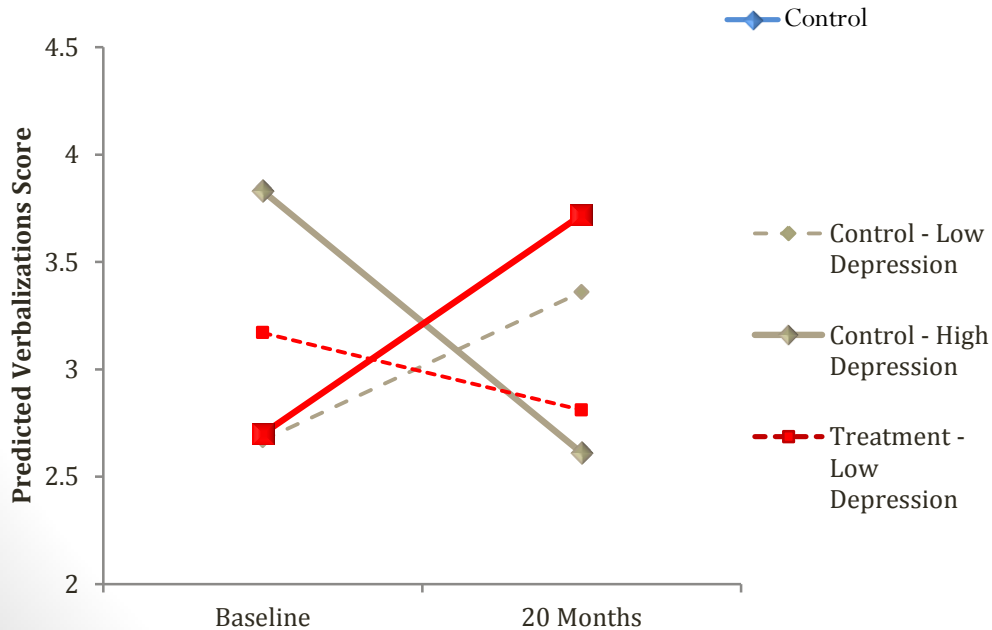 Control
4.5
4
3.5
3
2.5
2
Predicted Verbalizations Score
Baseline
20 Months
Control - Low
Depression
Control - High
Depression
Treatment -
Low
Depression